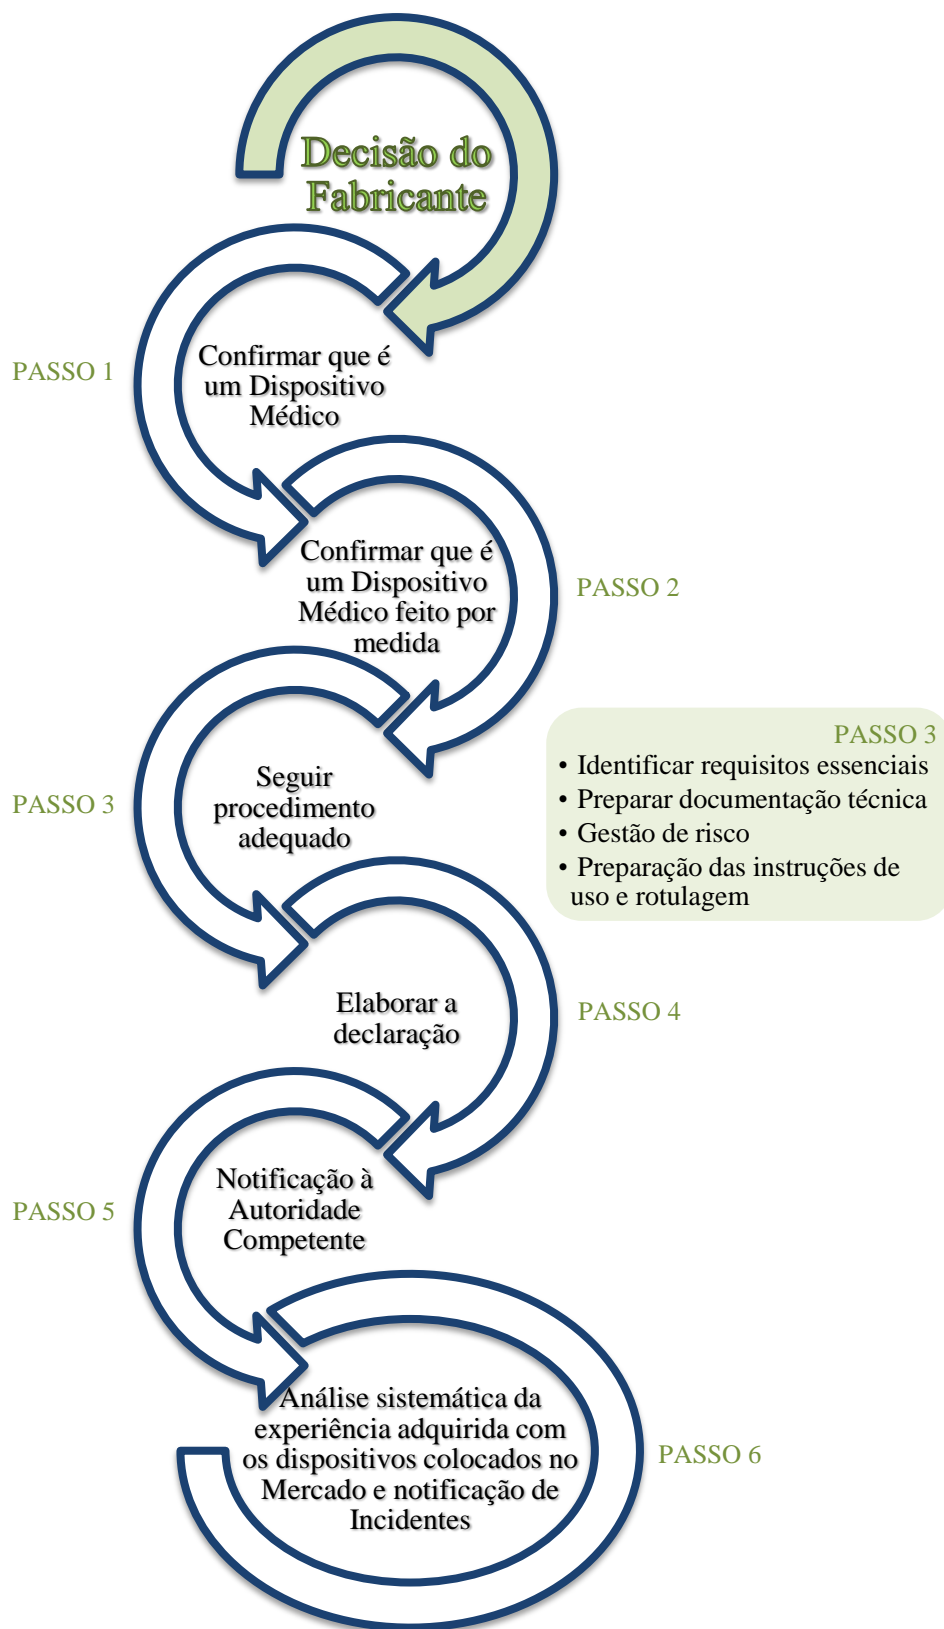 Decisão do
Fabricante
PASSO 1
Confirmar que é
um Dispositivo
Médico
Confirmar que é
um Dispositivo
Médico feito por
medida
PASSO 2
PASSO 3
Seguir
procedimento
adequado
PASSO 3
• Identificar requisitos essenciais
• Preparar documentação técnica
• Gestão de risco
• Preparação das instruções de
uso e rotulagem
Elaborar a
declaração
PASSO 4
PASSO 5
Notificação à
Autoridade
Competente
Análise sistemática da
experiência adquirida com
os dispositivos colocados no
Mercado e notificação de
Incidentes
PASSO 6